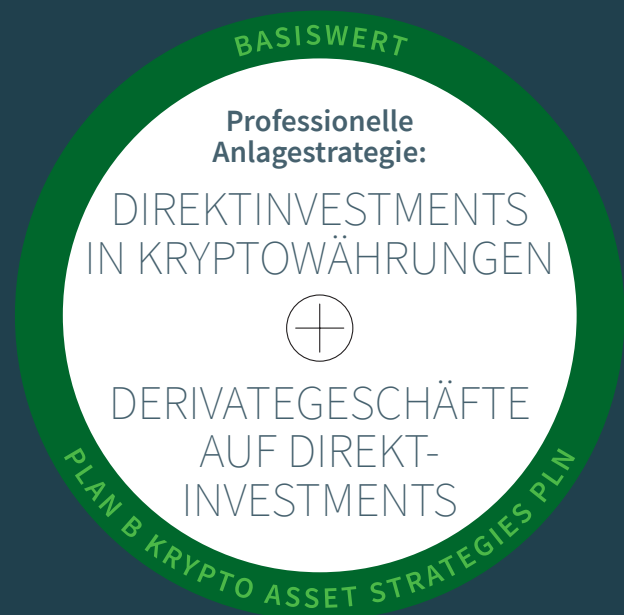 BASISWERT
Professionelle
Anlagestrategie:
DIREKTINVESTMENTS
IN KRYPTOWÄHRUNGEN
DERIVATEGESCHÄFTE
AUF DIREKT-
INVESTMENTS
PLAN B KRYPTO ASSET STRATEGIES PLN